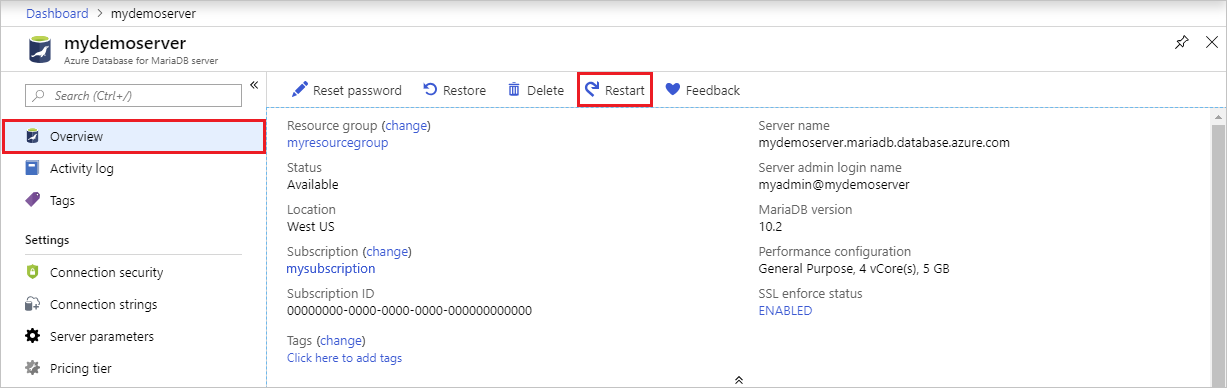 Dashboard > mydemoserver
mydemoserver
Azure Database for MariaDB server
Search (Ctrl+/)
«
Overview
Activity log
Tags
Settings
Connection security
Connection strings
Server parameters
Pricing tier
Reset password Restore Delete Restart Feedback
Resource group (change)
myresourcegroup
Status
Available
Location
West US
Subscription (change)
mysubscription
Subscription ID
00000000-0000-0000-0000-000000000000
Tags (change)
Click here to add tags
Server name
mydemoserver.mariadb.database.azure.com
Server admin login name
myadmin@mydemoserver
MariaDB version
10.2
Performance configuration
General Purpose, 4 vCore(s), 5 GB
SSL enforce status
ENABLED